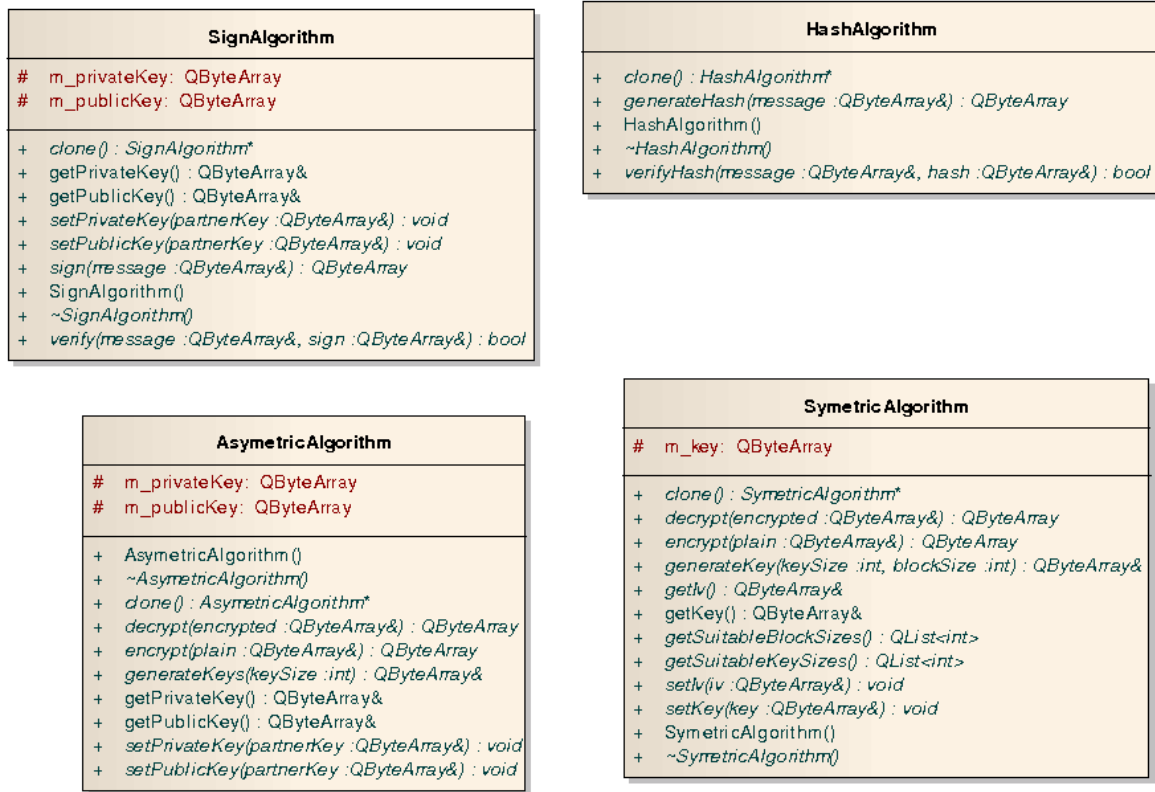 SignAlgorithm
# m_privateKey: QByteArray
# m_publicKey: QByteArray
+ clone() : SignAlgorithm*
+ getPrivateKey() : QByteArray&
+ getPublicKey() : QByteArray&
+ setPrivateKey(partnerKey :QByteArray&) : void
+ setPublicKey(partnerKey :QByteArray&) : void
+ sign(message :QByteArray&) : QByteArray
+ SignAlgorithm()
+ ~SignAlgorithm()
+ verify(message :QByteArray&, sign :QByteArray&) : bool
HashAlgorithm
+ clone() : HashAlgorithm*
+ generateHash(message :QByteArray&) : QByteArray
+ HashAlgorithm()
+ ~HashAlgorithm()
+ verifyHash(message :QByteArray&, hash :QByteArray&) : bool
AsymetricAlgorithm
# m_privateKey: QByteArray
# m_publicKey: QByteArray
+ AsymetricAlgorithm()
+ ~AsymetricAlgorithm()
+ clone() : AsymetricAlgorithm*
+ decrypt(encrypted :QByteArray&) : QByteArray
+ encrypt(plain :QByteArray&) : QByteArray
+ generateKeys(keySize :int) : QByteArray&
+ getPrivateKey() : QByteArray&
+ getPublicKey() : QByteArray&
+ setPrivateKey(partnerKey :QByteArray&) : void
+ setPublicKey(partnerKey :QByteArray&) : void
SymetricAlgorithm
# m_key: QByteArray
+ clone() : SymetricAlgorithm*
+ decrypt(encrypted :QByteArray&) : QByteArray
+ encrypt(plain :QByteArray&) : QByteArray
+ generateKey(keySize :int, blockSize :int) : QByteArray&
+ getIv() : QByteArray&
+ getKey() : QByteArray&
+ getSuitableBlockSizes() : QList<int>
+ getSuitableKeySizes() : QList<int>
+ setIv(iv :QByteArray&) : void
+ setKey(key :QByteArray&) : void
+ SymetricAlgorithm()
+ ~SymetricAlgorithm()